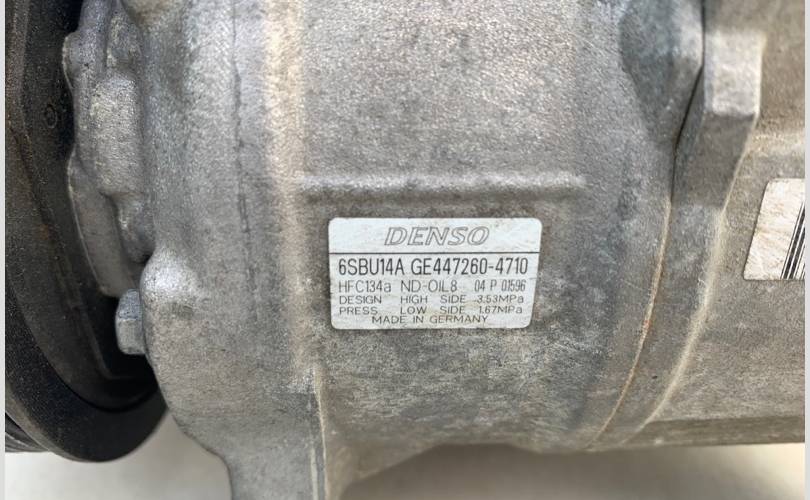 DENSO
6SBU14A GE447260-4710
HFC134a ND-OIL8 04 P 01596
DESIGN HIGH SIDE 3.53MPa
PRESS LOW SIDE 1.67MPa
MADE IN GERMANY